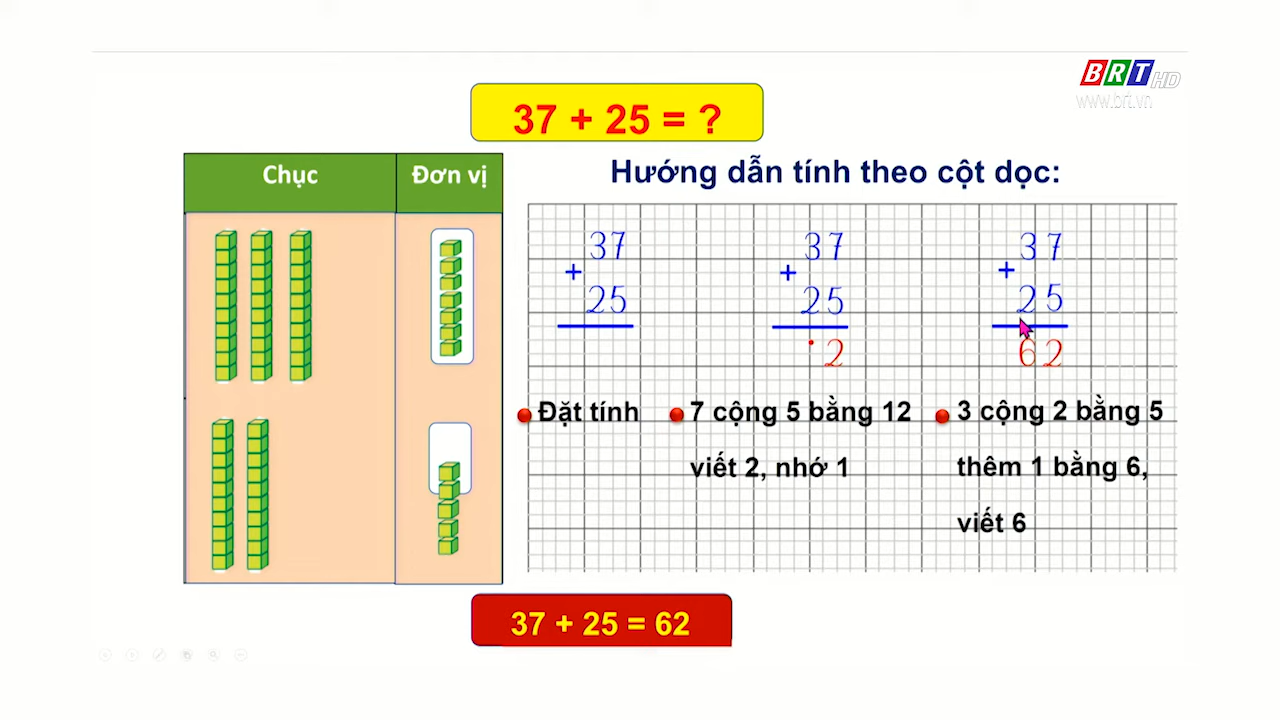 BRT HD
www.brt.vn
37 + 25 = ?
Chục Đơn vị
Hướng dẫn tính theo cột dọc:
37
+
25
37
+
25
2
37
+
25
62
Đặt tính
7 cộng 5 bằng 12
viết 2, nhớ 1
3 cộng 2 bằng 5
thêm 1 bằng 6,
viết 6
37 + 25 = 62